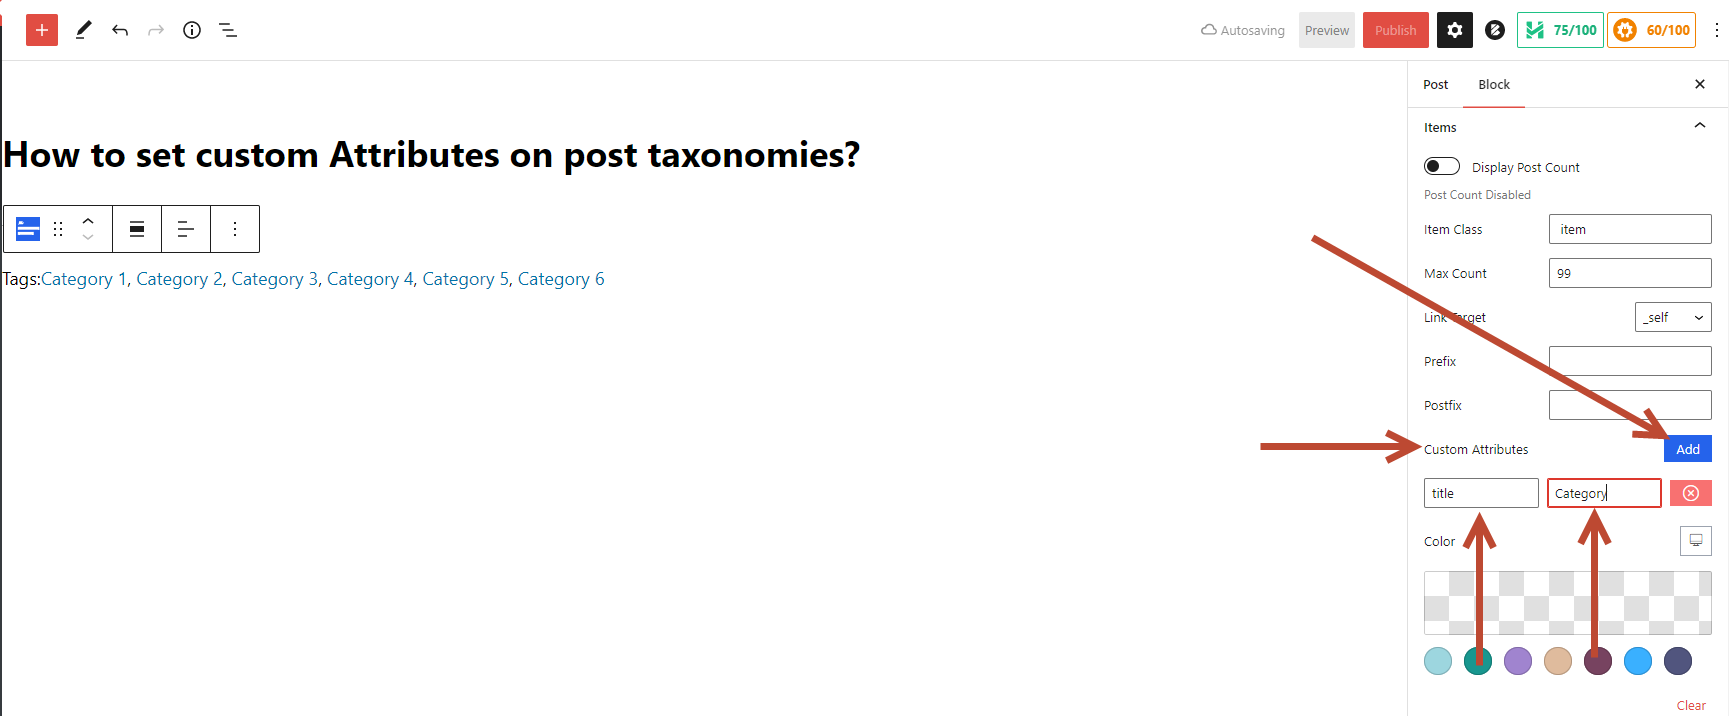 Autosaving Preview Publish 75/100 60/100
Post Block
Items
How to set custom Attributes on post taxonomies?
Display Post Count
Post Count Disabled
Item Class item
Tags:Category 1, Category 2, Category 3, Category 4, Category 5, Category 6
Max Count 99
Link Target _self
Prefix
Postfix
Custom Attributes Add
title Category
Color
Clear